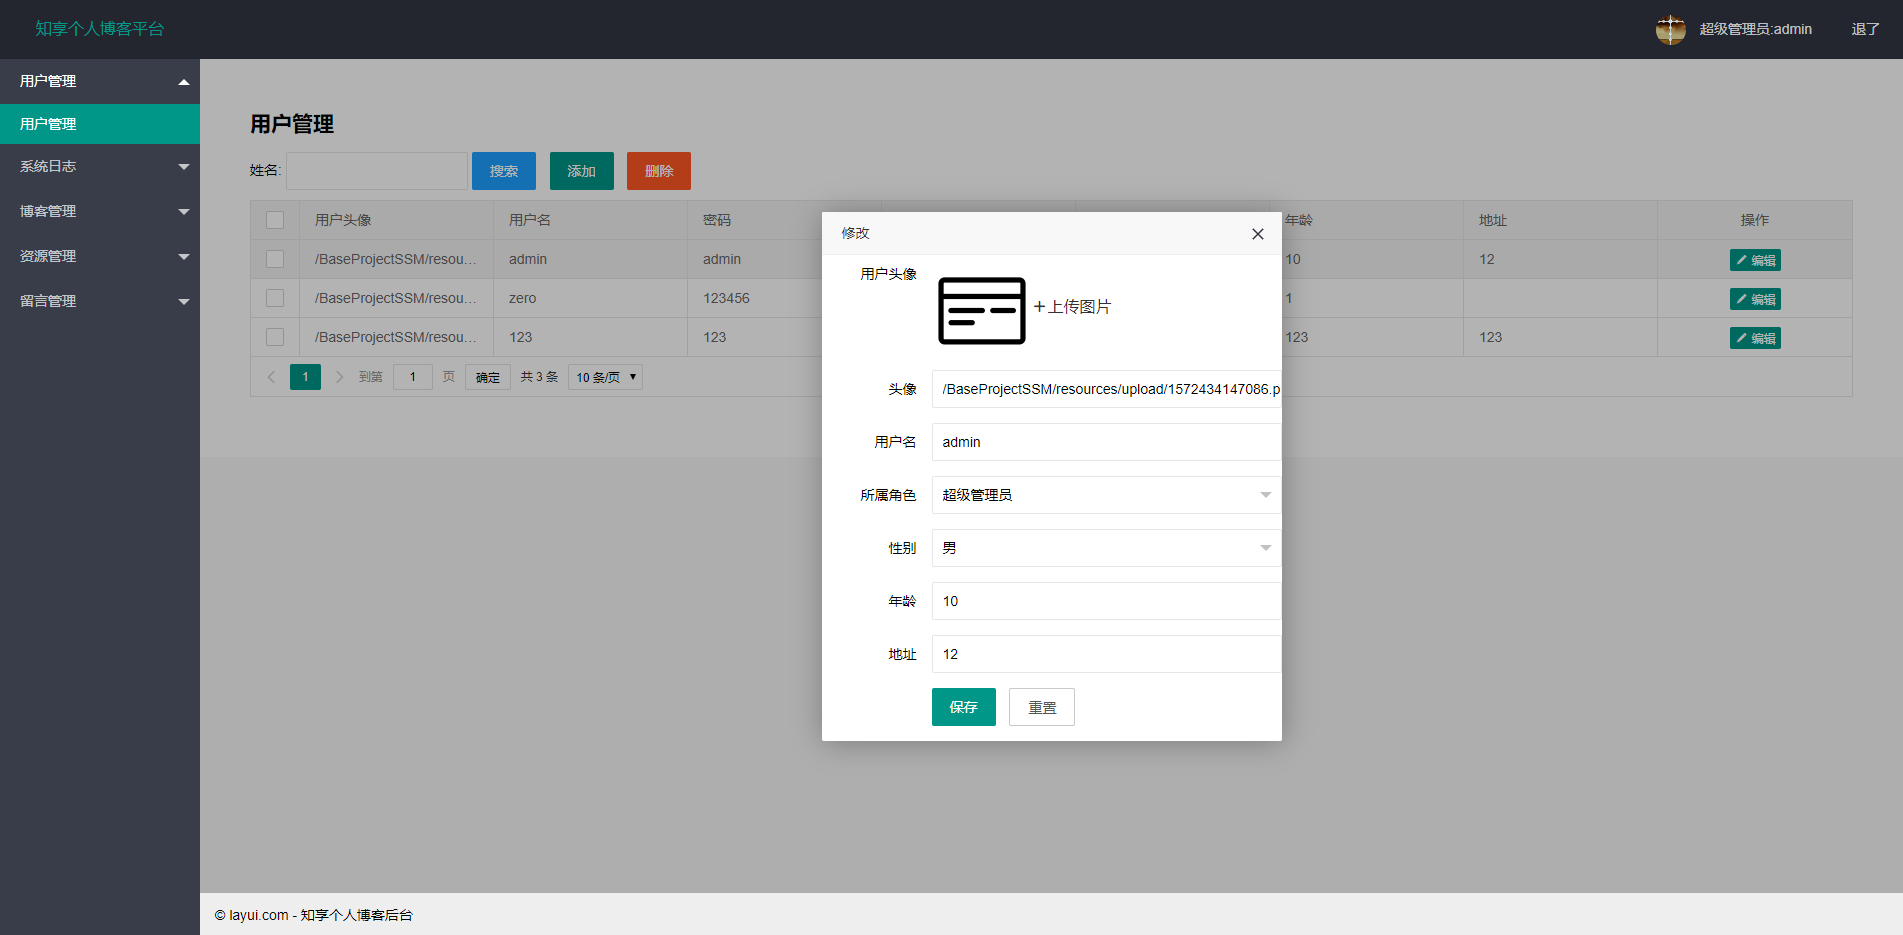 知享个人博客平台
超级管理员:admin
退了
用户管理
用户管理
系统日志
博客管理
资源管理
留言管理
用户管理
姓名:
搜索
添加
删除
用户头像 用户名 密码 年龄 地址 操作
/BaseProjectSSM/resou... admin admin 10 12 编辑
/BaseProjectSSM/resou... zero 123456 1 编辑
/BaseProjectSSM/resou... 123 123 123 123 编辑
1 到第 1 页 确定 共 3 条 10 条/页
修改
用户头像
+上传图片
头像 /BaseProjectSSM/resources/upload/1572434147086.p
用户名 admin
所属角色 超级管理员
性别 男
年龄 10
地址 12
保存 重置
© layui.com - 知享个人博客后台